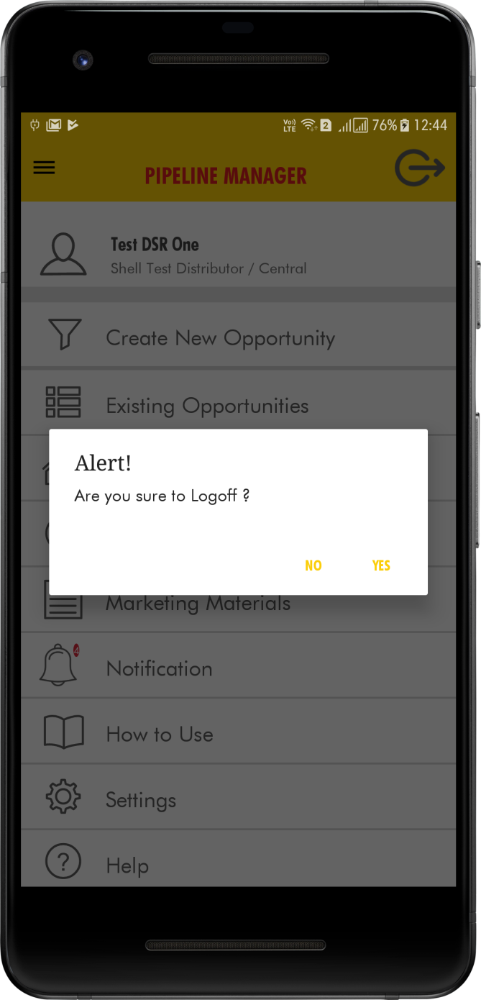 Vo))
LTE 2 76% 12:44
PIPELINE MANAGER
Test DSR One
Shell Test Distributor / Central
Create New Opportunity
Existing Opportunities
Alert!
Are you sure to Logoff ?
NO YES
Marketing Materials
4
Notification
How to Use
Settings
? Help